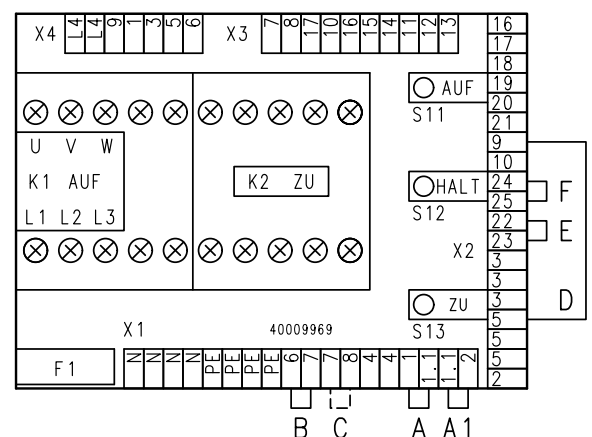 X4 L4 L4 9 1 3 5 6 X3 7 8 17 10 16 15 14 11 12 13
16
17
18
19
20
21
9
10
24
25
22
23
3
3
3
5
5
5
2
AUF
S11
HALT
S12
X2
ZU
S13
U V W
K1 AUF
L1 L2 L3
K2 ZU
F
E
D
X1
40009969
F1
N N N N PE PE PE PE 6 7 7 8 4 4 1 1.1 1.1 2
B C A A1